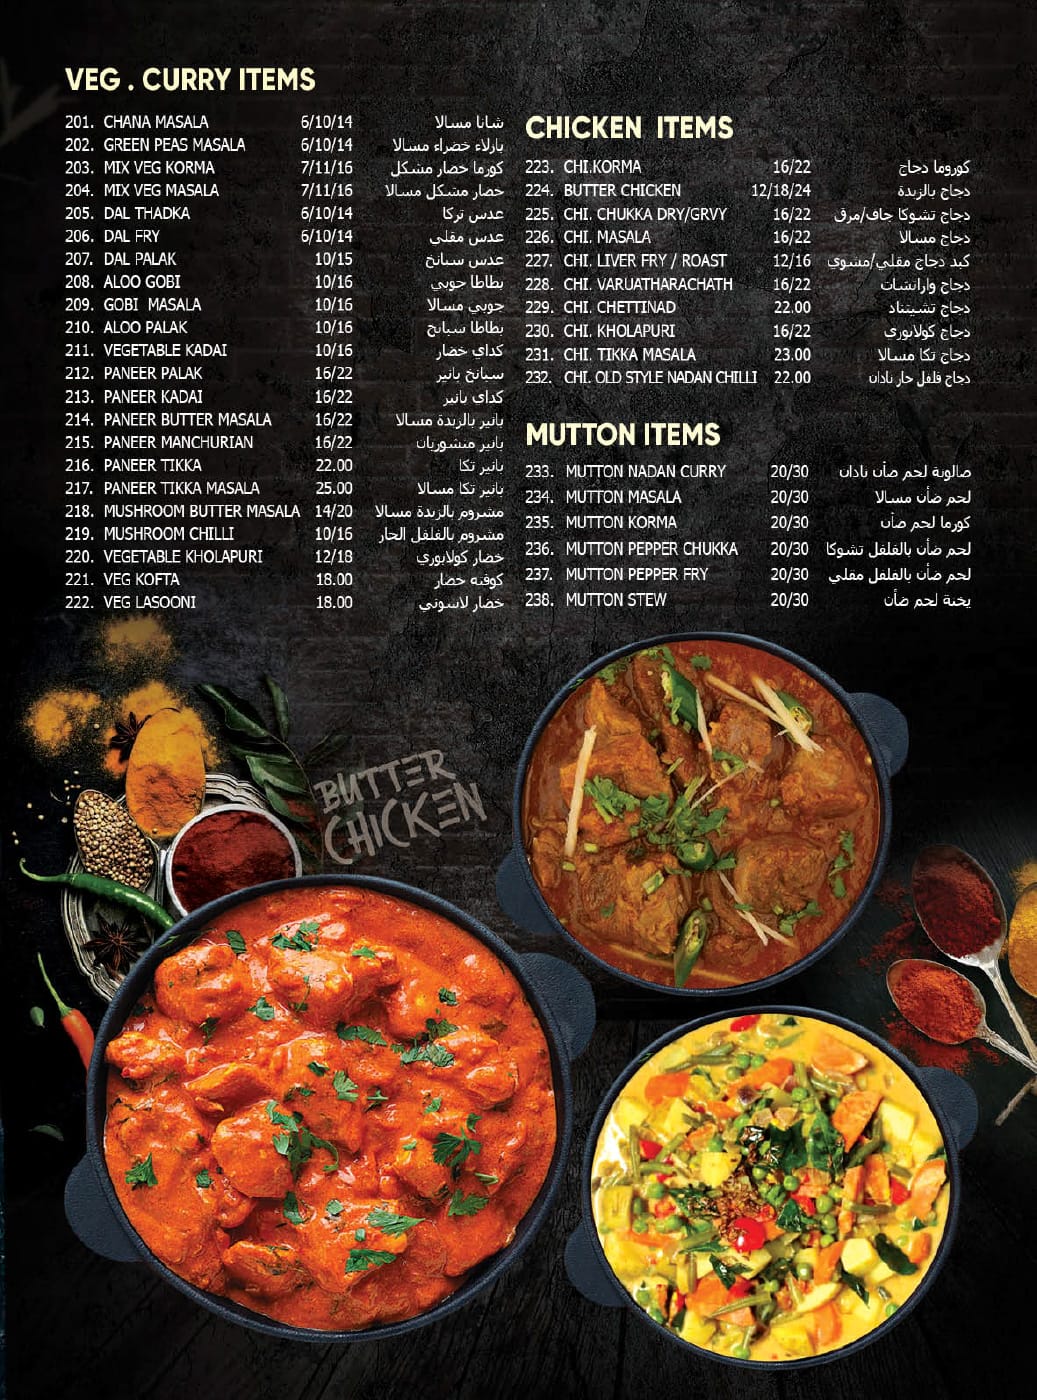 VEG . CURRY ITEMS
201. CHANA MASALA 6/10/14 شانا مسالا
202. GREEN PEAS MASALA 6/10/14 بازلاء خضراء مسالا
203. MIX VEG KORMA 7/11/16 كورما خضار مشكل
204. MIX VEG MASALA 7/11/16 خضار مشكل مسالا
205. DAL THADKA 6/10/14 عدس تركا
206. DAL FRY 6/10/14 عدس مقلي
207. DAL PALAK 10/15 عدس سبانخ
208. ALOO GOBI 10/16 بطاطا جوبي
209. GOBI MASALA 10/16 جوبي مسالا
210. ALOO PALAK 10/16 بطاطا سبانخ
211. VEGETABLE KADAI 10/16 كداي خضار
212. PANEER PALAK 16/22 سبانخ بانير
213. PANEER KADAI 16/22 كداي بانير
214. PANEER BUTTER MASALA 16/22 بانير بالزبدة مسالا
215. PANEER MANCHURIAN 16/22 بانير منشوريان
216. PANEER TIKKA 22.00 بانير تكا
217. PANEER TIKKA MASALA 25.00 بانير تكا مسالا
218. MUSHROOM BUTTER MASALA 14/20 مشروم بالزبدة مسالا
219. MUSHROOM CHILLI 10/16 مشروم بالفلفل الحار
220. VEGETABLE KHOLAPURI 12/18 خضار كولابوري
221. VEG KOFTA 18.00 كوفته خضار
222. VEG LASOONI 18.00 خضار لاسوني
CHICKEN ITEMS
223. CHI.KORMA 16/22 كوروما دجاج
224. BUTTER CHICKEN 12/18/24 دجاج بالزبدة
225. CHI. CHUKKA DRY/GRVY 16/22 دجاج تشوكا جاف/مرق
226. CHI. MASALA 16/22 دجاج مسالا
227. CHI. LIVER FRY / ROAST 12/16 كبد دجاج مقلي/مشوي
228. CHI. VARUATHARACHATH 16/22 دجاج وارانشات
229. CHI. CHETTINAD 22.00 دجاج تشيتناد
230. CHI. KHOLAPURI 16/22 دجاج كولابوري
231. CHI. TIKKA MASALA 23.00 دجاج تكا مسالا
232. CHI. OLD STYLE NADAN CHILLI 22.00 دجاج فلفل حار نادان
MUTTON ITEMS
233. MUTTON NADAN CURRY 20/30 صالونة لحم ضأن نادان
234. MUTTON MASALA 20/30 لحم ضأن مسالا
235. MUTTON KORMA 20/30 كورما لحم ضأن
236. MUTTON PEPPER CHUKKA 20/30 لحم ضأن بالفلفل تشوكا
237. MUTTON PEPPER FRY 20/30 لحم ضأن بالفلفل مقلي
238. MUTTON STEW 20/30 يخنة لحم ضأن
BUTTER
CHICKEN